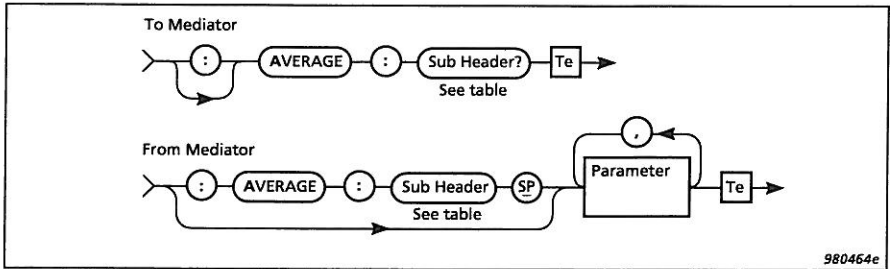 To Mediator
: AVERAGE : Sub Header? Te
See table
,
From Mediator
: AVERAGE : Sub Header SP Parameter Te
See table
980464e